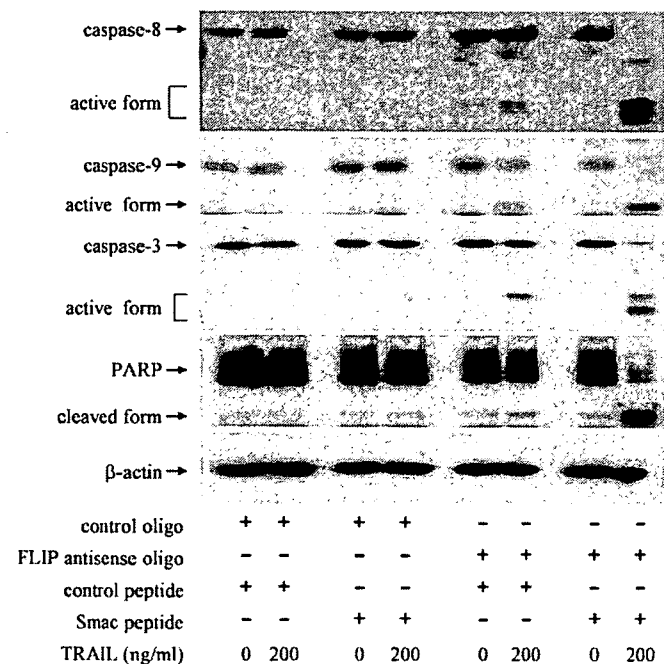 caspase-8→
active form
caspase-9→
active form→
caspase-3→
active form
PARP→
cleaved form→
β-actin→
control oligo + + + + - - - -
FLIP antisense oligo - - - - + + + +
control peptide + + - - + + - -
Smac peptide - - + + - - + +
TRAIL (ng/ml) 0 200 0 200 0 200 0 200